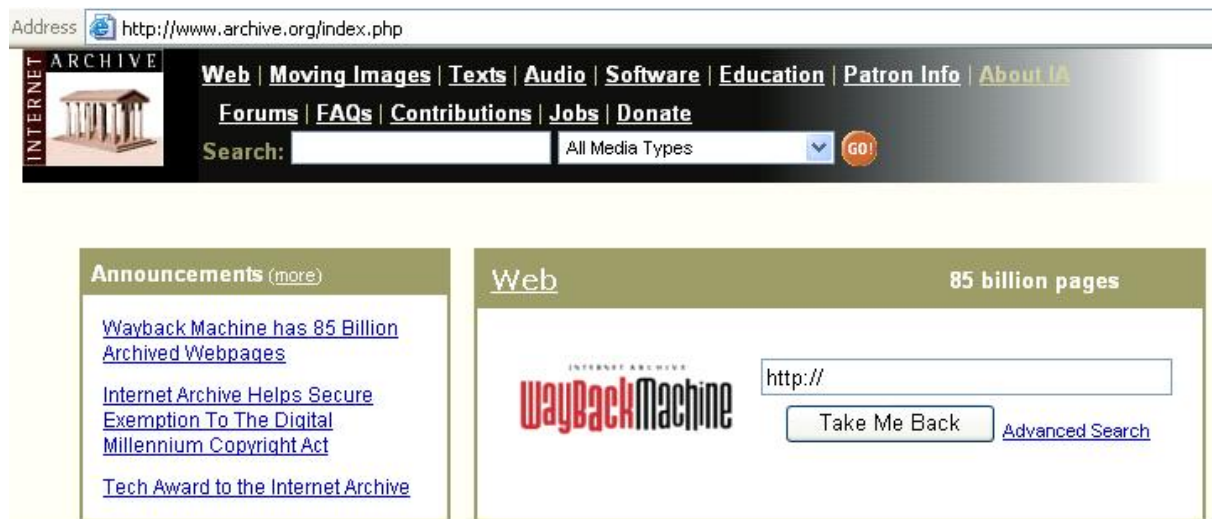 Address http://www.archive.org/index.php
INTERNET ARCHIVE
Web | Moving Images | Texts | Audio | Software | Education | Patron Info | About IA
Forums | FAQs | Contributions | Jobs | Donate
Search: All Media Types GO!
Announcements (more)
Wayback Machine has 85 Billion
Archived Webpages
Internet Archive Helps Secure
Exemption To The Digital
Millennium Copyright Act
Tech Award to the Internet Archive
Web 85 billion pages
INTERNET ARCHIVE
WayBackMachine
http://
Take Me Back Advanced Search